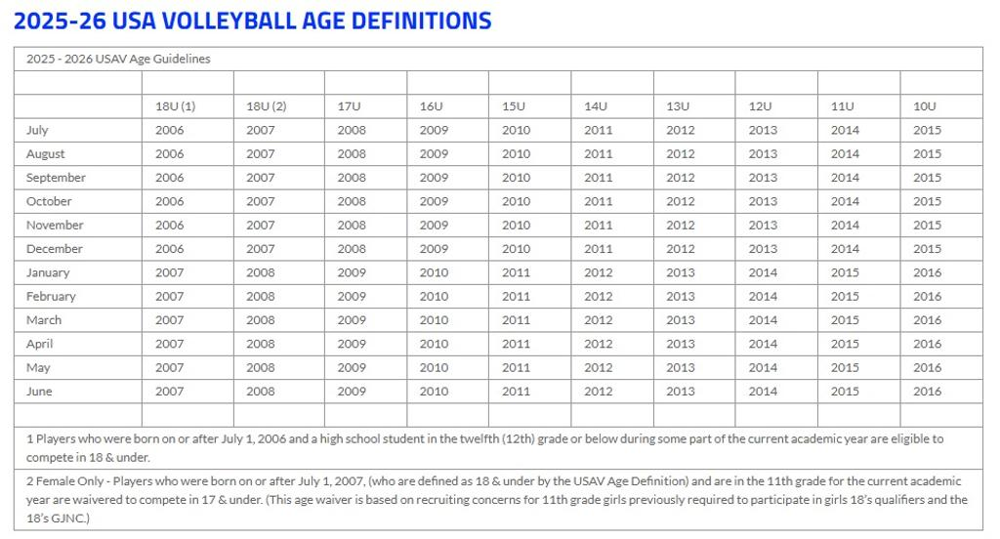 2025-26 USA VOLLEYBALL AGE DEFINITIONS
2025 - 2026 USAV Age Guidelines
18U (1) 18U (2) 17U 16U 15U 14U 13U 12U 11U 10U
July 2006 2007 2008 2009 2010 2011 2012 2013 2014 2015
August 2006 2007 2008 2009 2010 2011 2012 2013 2014 2015
September 2006 2007 2008 2009 2010 2011 2012 2013 2014 2015
October 2006 2007 2008 2009 2010 2011 2012 2013 2014 2015
November 2006 2007 2008 2009 2010 2011 2012 2013 2014 2015
December 2006 2007 2008 2009 2010 2011 2012 2013 2014 2015
January 2007 2008 2009 2010 2011 2012 2013 2014 2015 2016
February 2007 2008 2009 2010 2011 2012 2013 2014 2015 2016
March 2007 2008 2009 2010 2011 2012 2013 2014 2015 2016
April 2007 2008 2009 2010 2011 2012 2013 2014 2015 2016
May 2007 2008 2009 2010 2011 2012 2013 2014 2015 2016
June 2007 2008 2009 2010 2011 2012 2013 2014 2015 2016
1 Players who were born on or after July 1, 2006 and a high school student in the twelfth (12th) grade or below during some part of the current academic year are eligible to
compete in 18 & under.
2 Female Only - Players who were born on or after July 1, 2007, (who are defined as 18 & under by the USAV Age Definition) and are in the 11th grade for the current academic
year are waivered to compete in 17 & under. (This age waiver is based on recruiting concerns for 11th grade girls previously required to participate in girls 18's qualifiers and the
18's GJNC.)